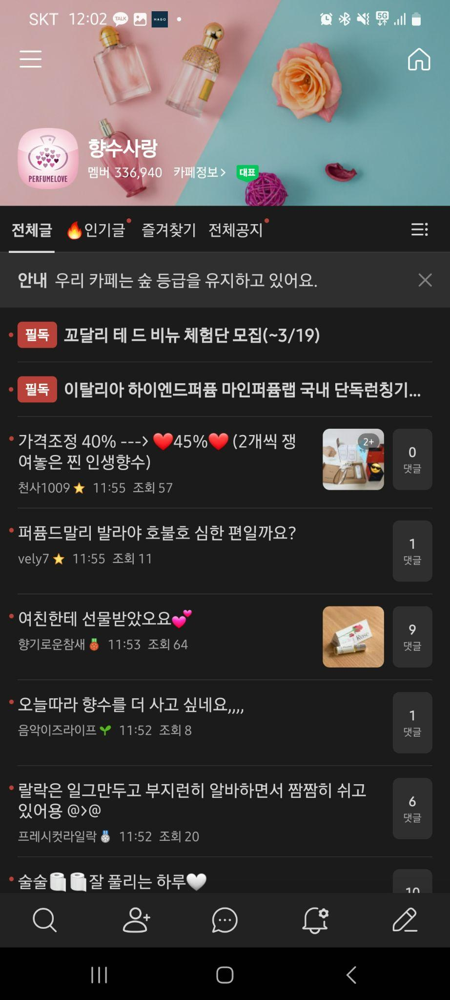 SKT 12:02 TALK HAGO 5G
PERFUMELOVE
향수사랑
멤버 336,940 카페정보> 대표
전체글 🔥인기글 즐겨찾기 전체공지
안내 우리 카페는 숲 등급을 유지하고 있어요.
필독 꼬달리 테 드 비뉴 체험단 모집(~3/19)
필독 이탈리아 하이엔드퍼퓸 마인퍼퓸랩 국내 단독런칭기...
가격조정 40% ---> ❤️45%❤️ (2개씩 쟁
여놓은 찐 인생향수)
천사1009⭐ 11:55 조회 57
2+
0
댓글
퍼퓸드말리 발라야 호불호 심한 편일까요?
vely7⭐ 11:55 조회 11
1
댓글
여친한테 선물받았오요💕
향기로운참새🏅 11:53 조회 64
Rose
9
댓글
오늘따라 향수를 더 사고 싶네요,,,,
음악이즈라이프🌱 11:52 조회 8
1
댓글
랄락은 일그만두고 부지런히 알바하면서 짬짬히 쉬고
있어용 @>@
프레시컷라일락🥈 11:52 조회 20
6
댓글
술술🧻🧻잘 풀리는 하루🤍
10